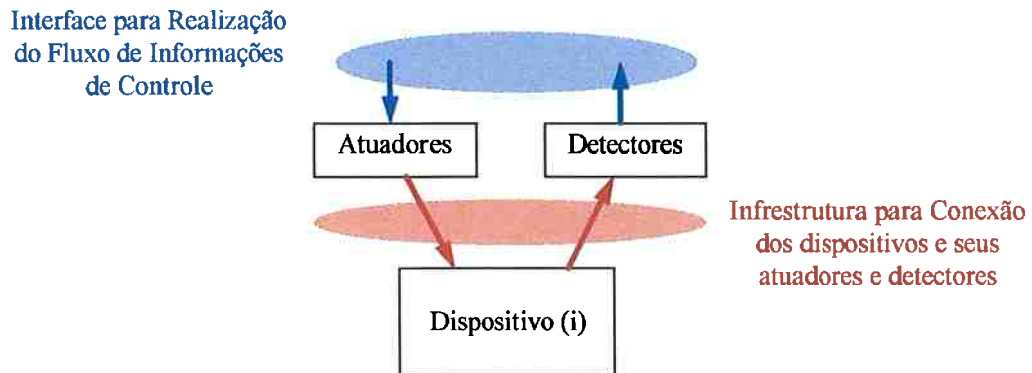 Interface para Realização
do Fluxo de Informações
de Controle
Atuadores
Detectores
Infrestrutura para Conexão
dos dispositivos e seus
atuadores e detectores
Dispositivo (i)